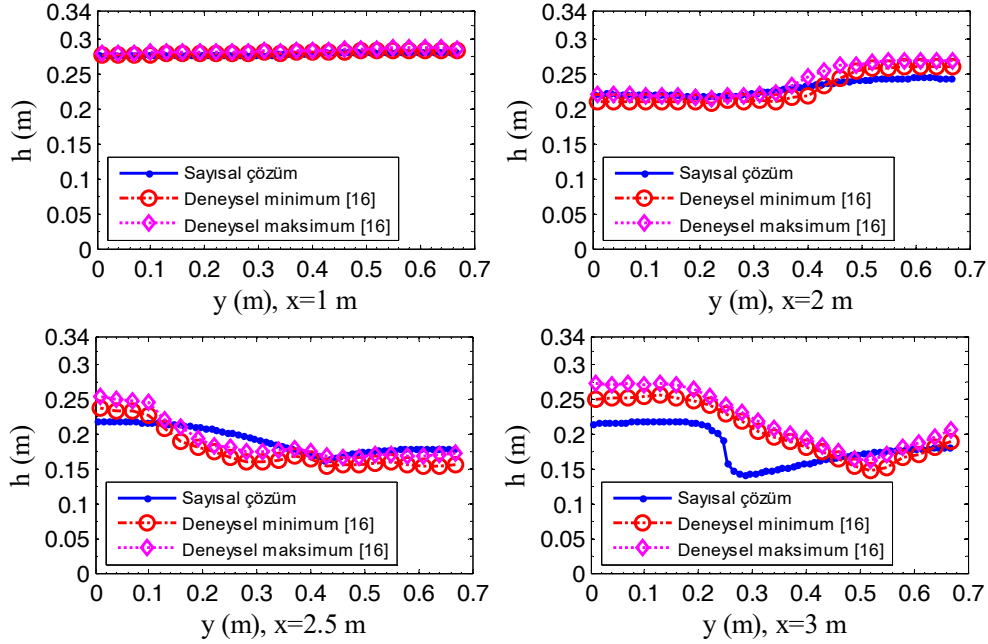 0.34
0.3
0.25
0.2
0.15
0.1
0.05
0
h (m)
Sayısal çözüm
Deneysel minimum [16]
Deneysel maksimum [16]
0 0.1 0.2 0.3 0.4 0.5 0.6 0.7
y (m), x=1 m
0.34
0.3
0.25
0.2
0.15
0.1
0.05
0
h (m)
Sayısal çözüm
Deneysel minimum [16]
Deneysel maksimum [16]
0 0.1 0.2 0.3 0.4 0.5 0.6 0.7
y (m), x=2 m
0.34
0.3
0.25
0.2
0.15
0.1
0.05
0
h (m)
Sayısal çözüm
Deneysel minimum [16]
Deneysel maksimum [16]
0 0.1 0.2 0.3 0.4 0.5 0.6 0.7
y (m), x=2.5 m
0.34
0.3
0.25
0.2
0.15
0.1
0.05
0
h (m)
Sayısal çözüm
Deneysel minimum [16]
Deneysel maksimum [16]
0 0.1 0.2 0.3 0.4 0.5 0.6 0.7
y (m), x=3 m